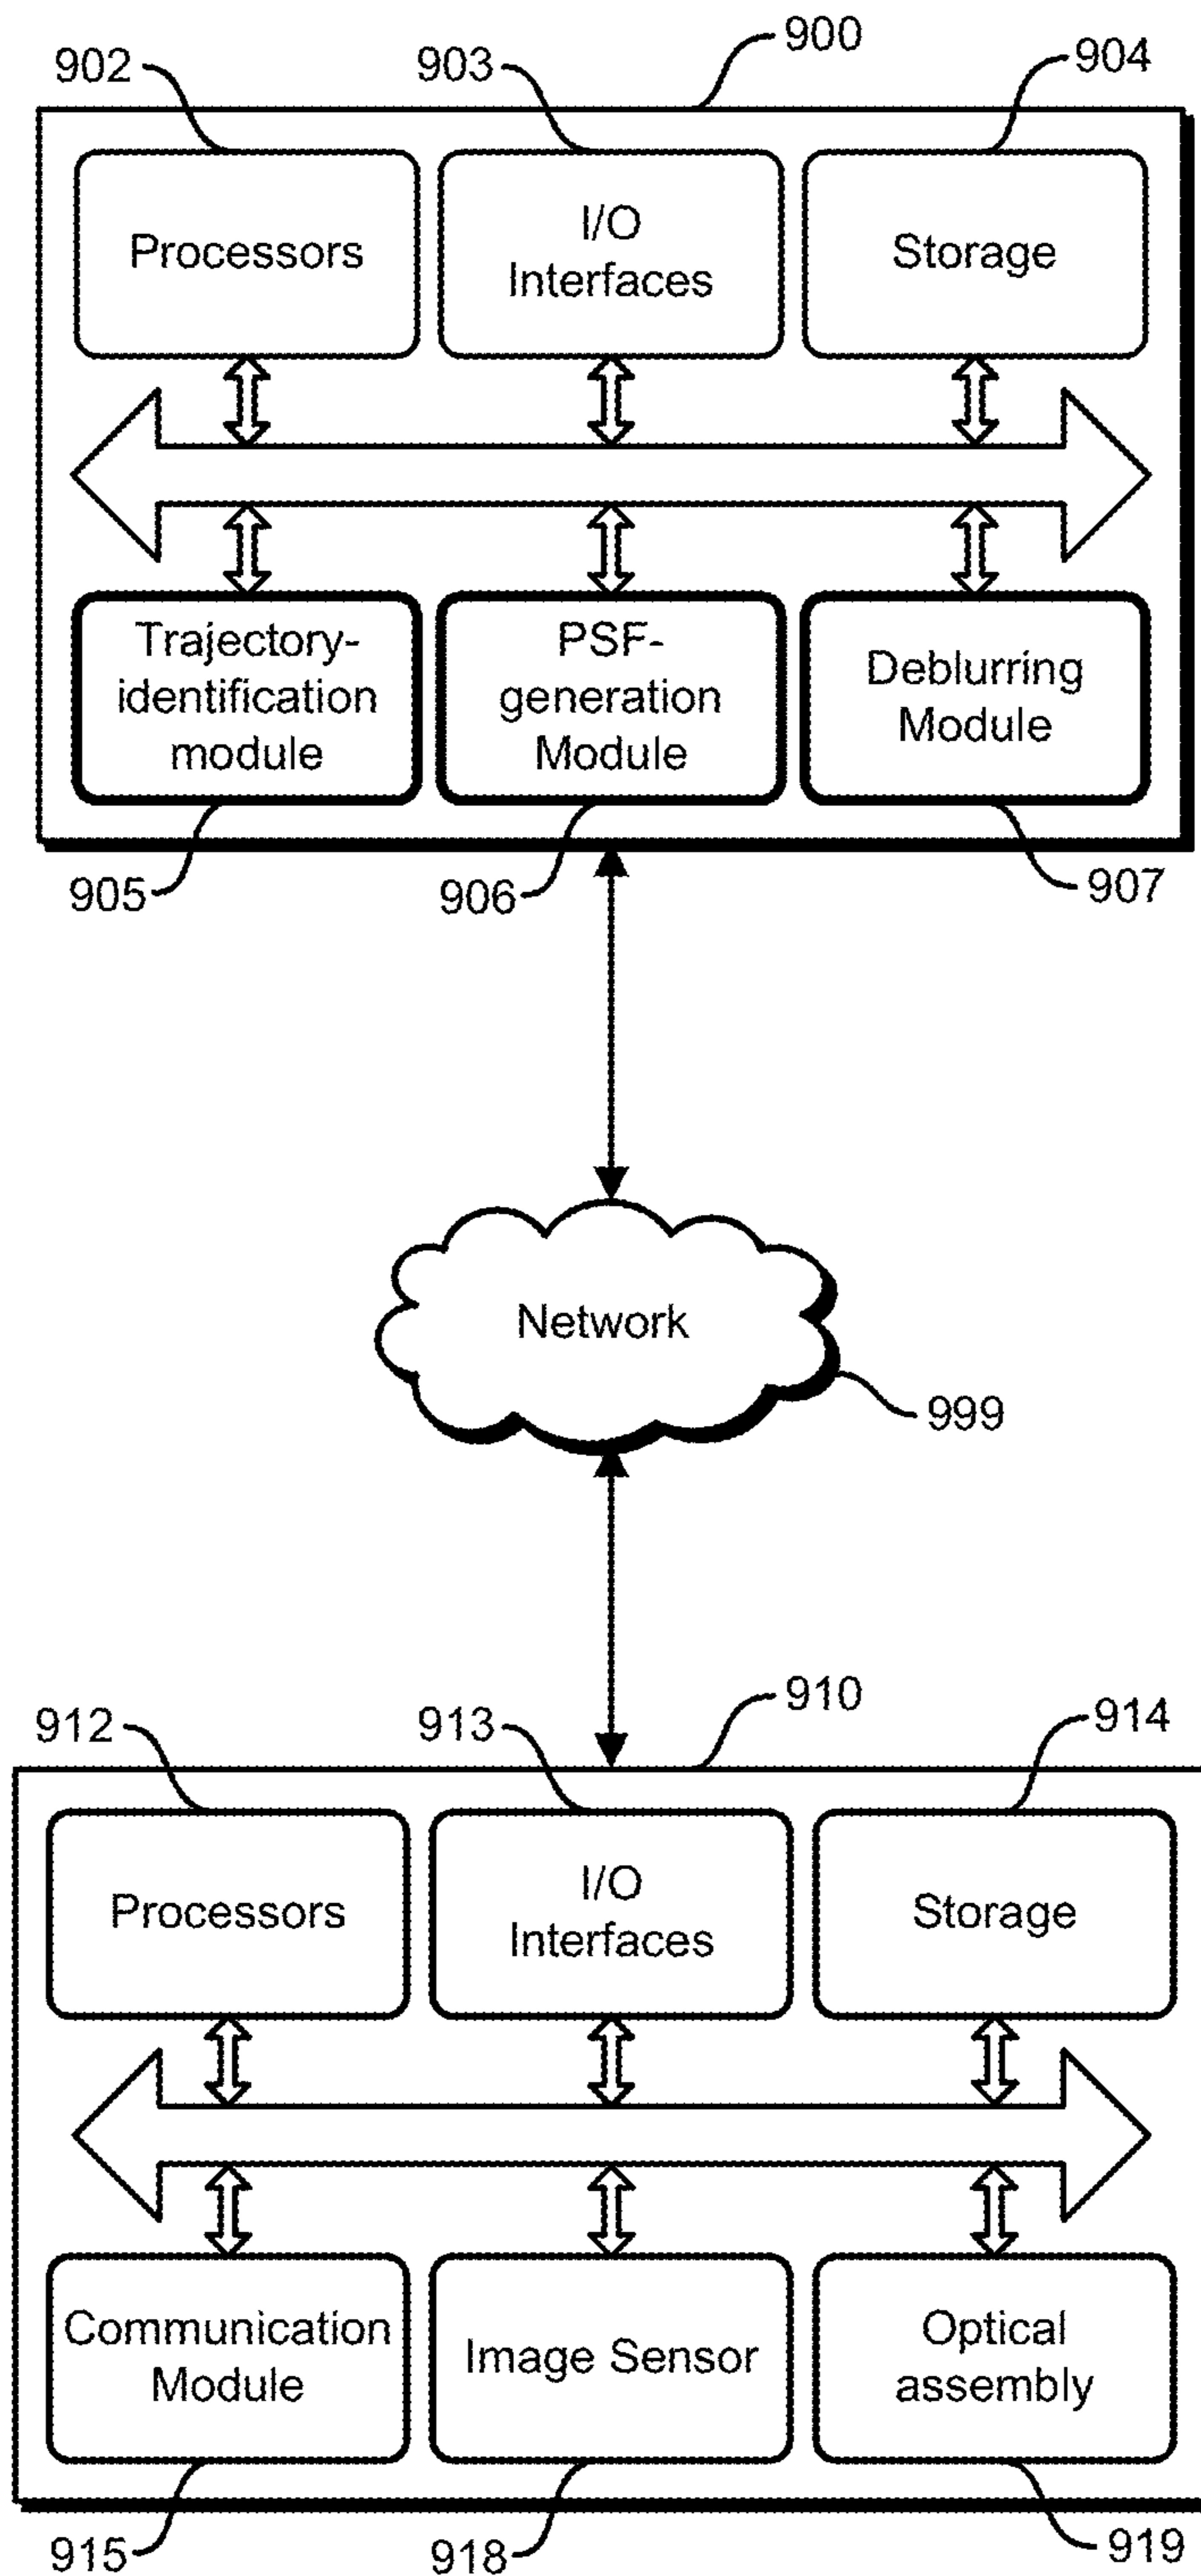 900
902
903
904
Processors
I/O
Interfaces
Storage
Trajectory-
identification
module
PSF-
generation
Module
Deblurring
Module
905
906
907
Network
999
910
912
913
914
Processors
I/O
Interfaces
Storage
Communication
Module
Image Sensor
Optical
assembly
915
918
919